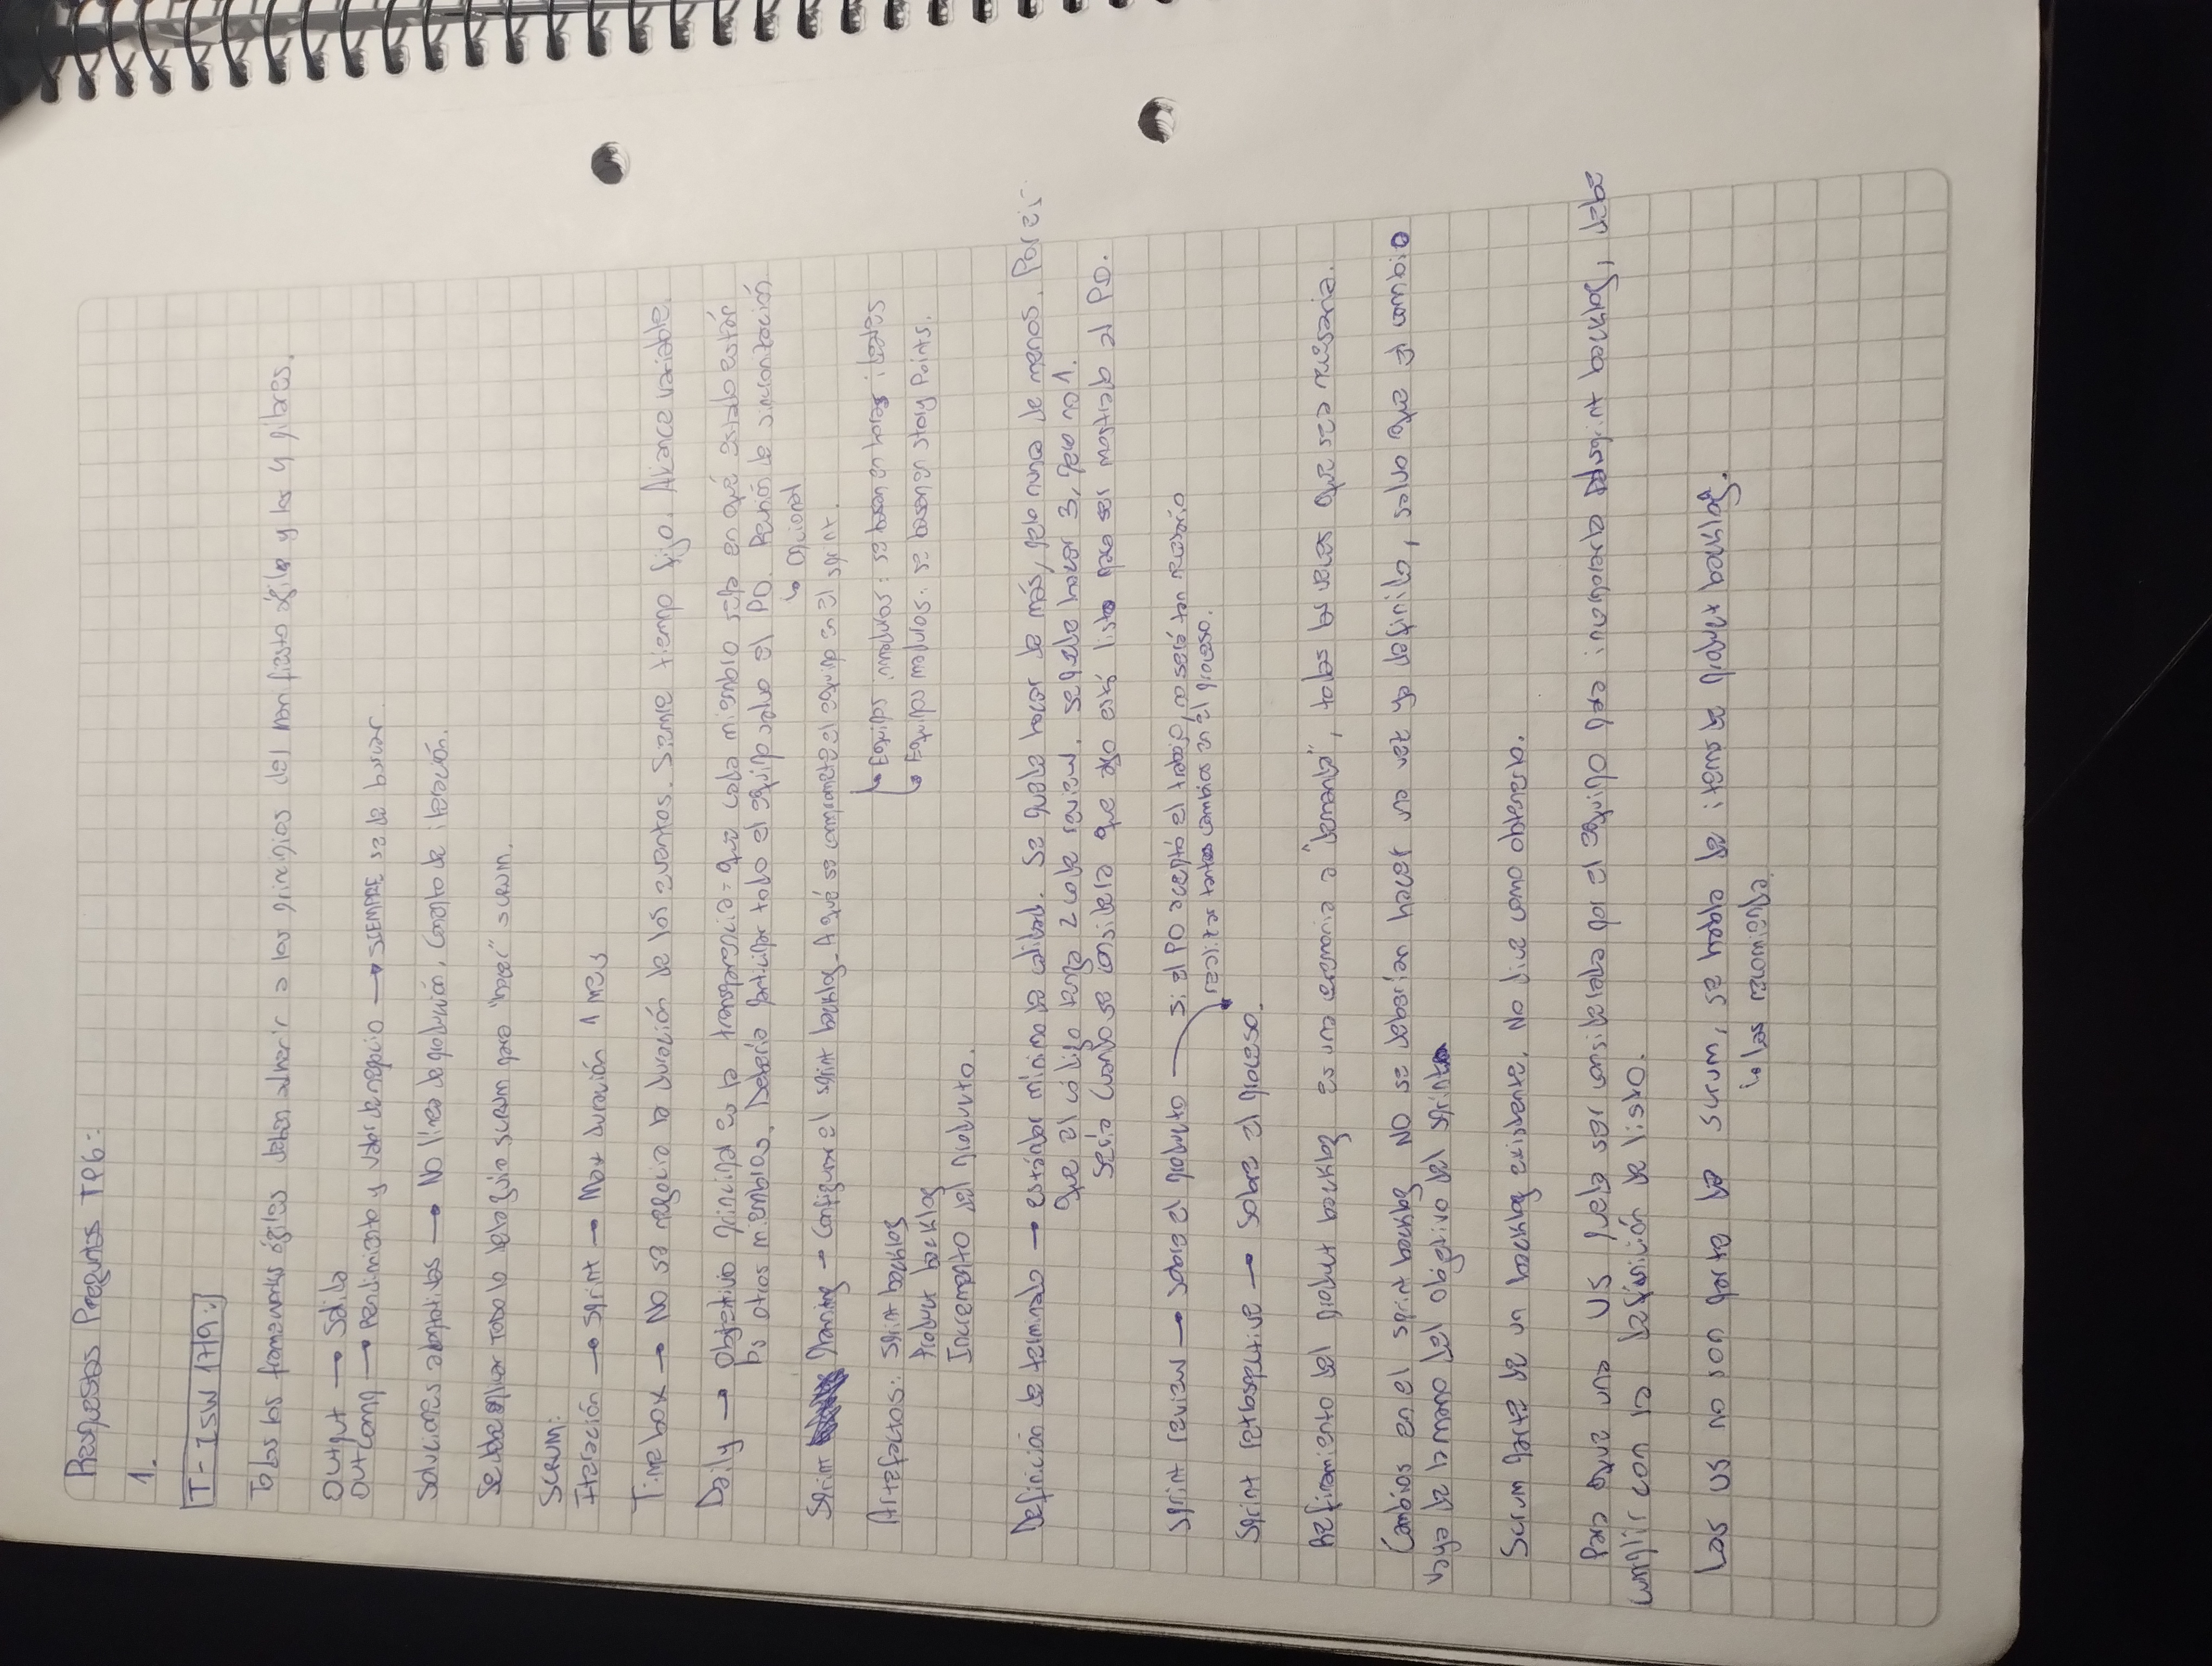 Respuestas Preguntas TP6:
1.
T - ISW 17/9:
Todos los frameworks ágiles deben adherir a los principios del manifiesto ágil y los 4 pilares.
Output → Salida
Outcome → Rendimiento y valor de negocio → SIEMPRE se debe buscar.
Soluciones adaptativas → No línea de producción. Concepto de iteración.
Se debe aplicar TODO lo de la guia SCRUM para "hacer" SCRUM.
SCRUM:
Iteración → Sprint → Max duración 1 mes
Time box → No se negocia la duración de los eventos. Siempre tiempo fijo. Alcance variable.
Daily → Objetivo principal es la transparencia: que cada miembro sepa en qué estado están
los otros miembros. Debería participar todo el equipo salvo el PO. Reunión de sincronización
↳ Opcional
Sprint Planning → Configurar el sprint backlog. A qué se compromete el equipo en el sprint.
↳ Equipos inmaduros: se basan en horas ideales
↳ Equipos maduros: se basan en story Points.
Artefactos: Sprint backlog
Product backlog
Incremento del producto.
Definición de terminado → estándar mínimo de calidad. Se puede hacer de más, pero nunca de menos. Por ej:
que el código tenga 2 code review. se puede hacer 3, pero no 1.
Sería cuando se considera que algo está listo para ser mostrado al PO.
Sprint review → Sobre el producto → Si el PO aceptó el trabajo, no será tan necesario
realizar tantos cambios en el proceso.
Sprint retrospective → Sobre el proceso.
Refinamiento del product backlog es una ceremonia a "demanda", todas las veces que sea necesaria.
Cambios en el sprint backlog NO se deberían hacer una vez ya definido, salvo que el cambio
vaya de la mano del objetivo del sprint
Scrum parte de un backlog existente. No dice como obtenerlo.
Para que una US pueda ser considerada por el equipo para incorporarla al sprint backlog, debe
cumplir con la definición de listo.
Las US no son parte de scrum, se habla de items de product backlog.
↳ las recomienda.